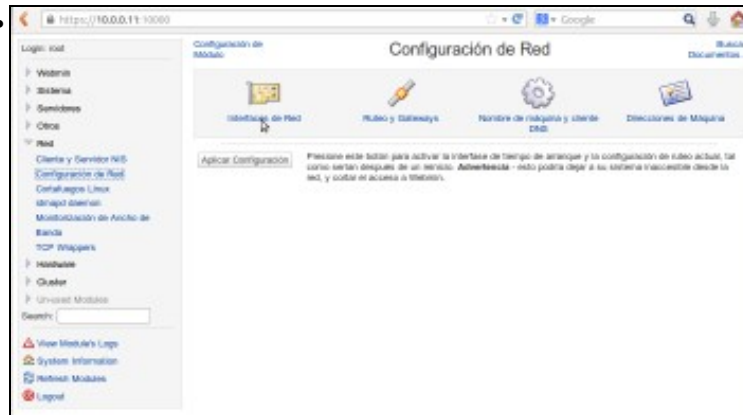 https://10.0.0.11:10000
Google
Login: root
Webmin
Sistema
Servidores
Otros
Red
Cliente y Servidor NIS
Configuración de Red
Cortafuegos Linux
idmapd daemon
Monitorización de Ancho de
Banda
TCP Wrappers
Hardware
Cluster
Un-used Modules
Search:
View Module's Logs
System Information
Refresh Modules
Logout
Configuración de
Módulo
Configuración de Red
Busca
Documentos
Interfaces de Red
Ruteo y Gateways
Nombre de máquina y cliente
DNS
Direcciones de Máquina
Aplicar Configuración
Presione este botón para activar la interfase de tiempo de arranque y la configuración de ruteo actual, tal
como serían después de un reinicio. Advertencia - esto podría dejar a su sistema inaccesible desde la
red, y cortar el acceso a Webmin.